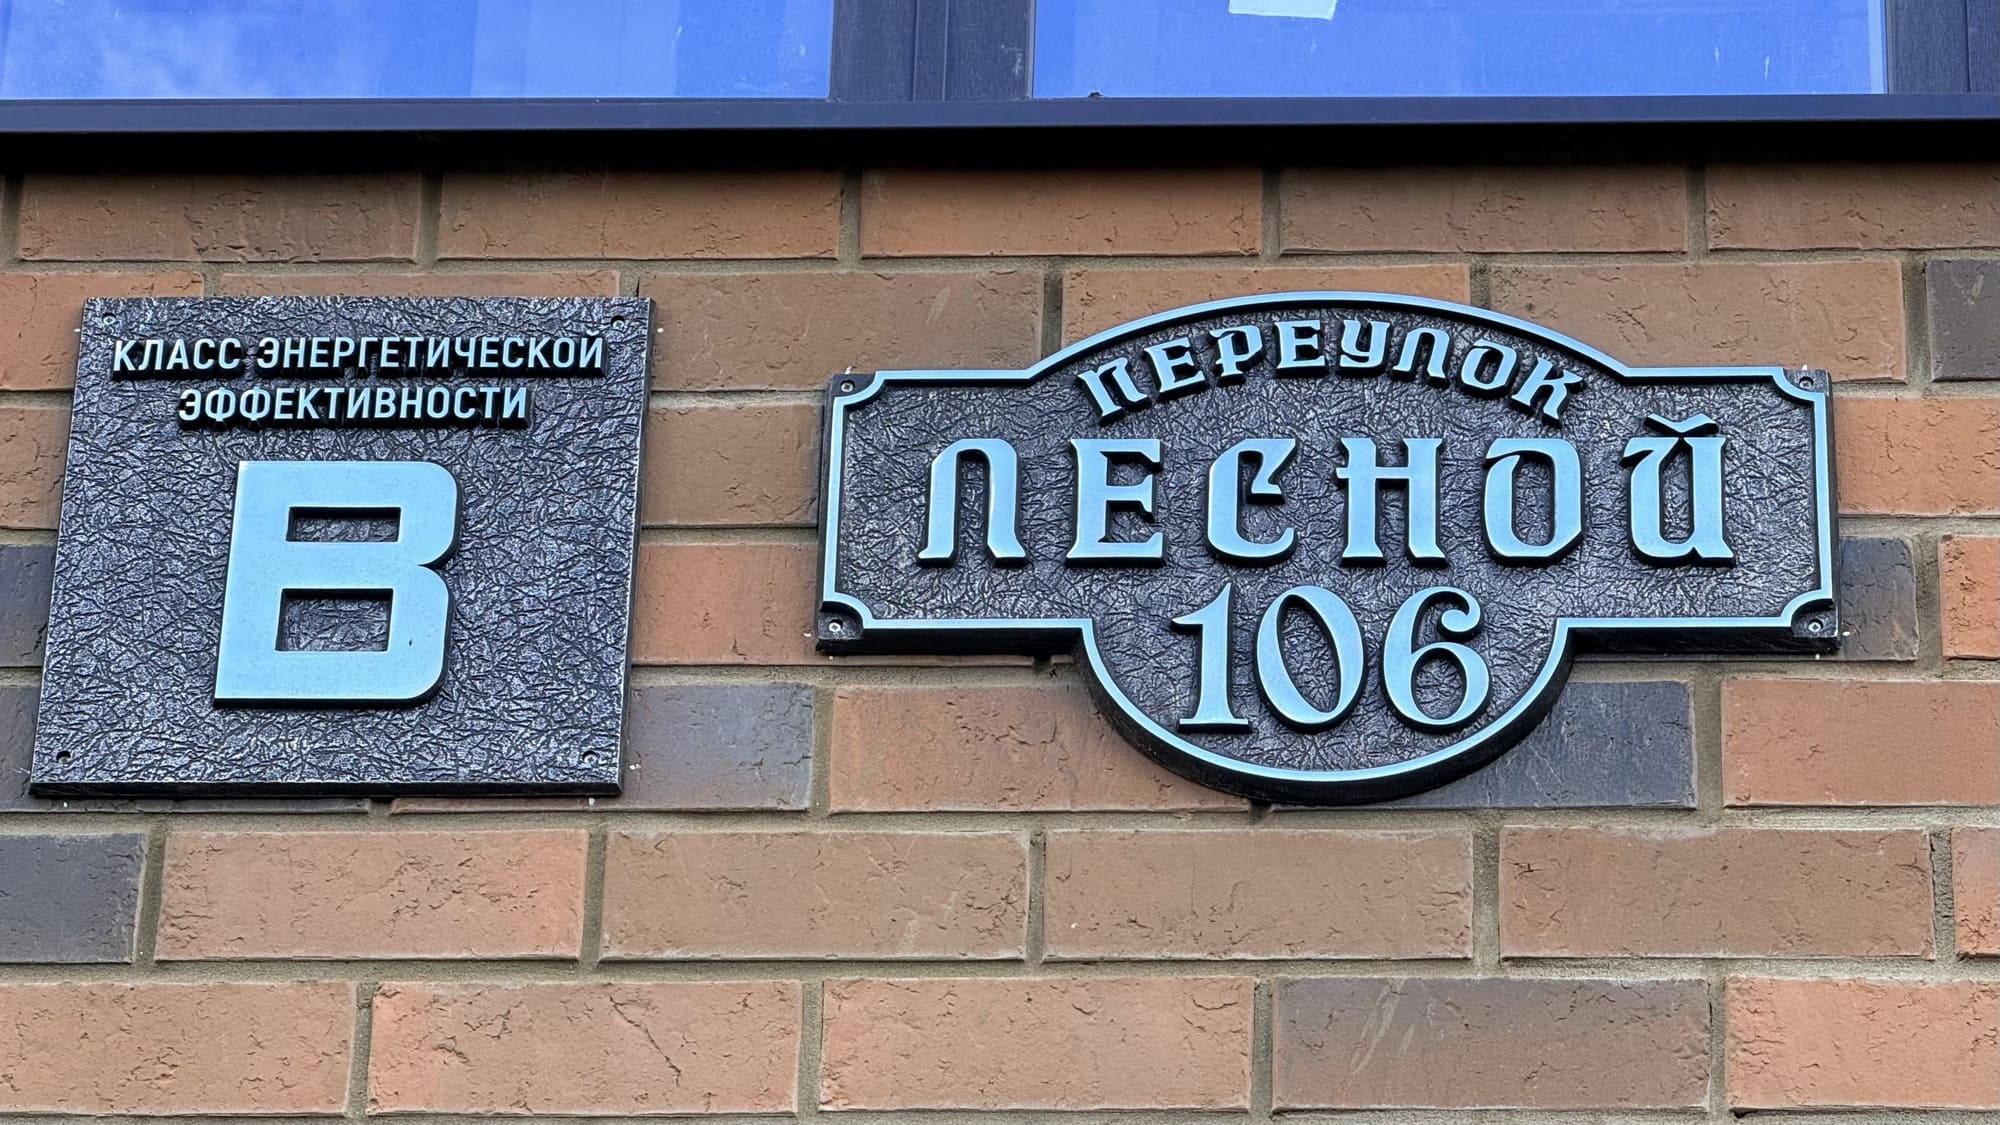 КЛАСС ЭНЕРГЕТИЧЕСКОЙ
ЭФФЕКТИВНОСТИ
В
ПЕРЕУЛОК
ЛЕСНОЙ
106